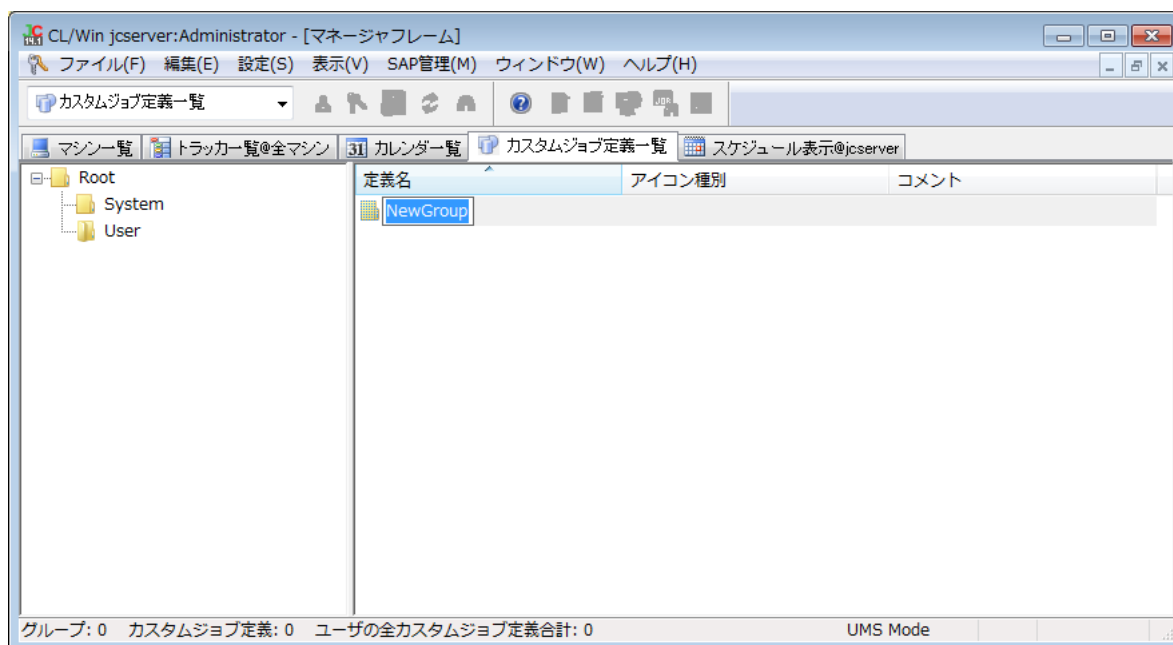 CL/Win jcserver:Administrator - [マネージャフレーム]
ファイル(F) 編集(E) 設定(S) 表示(V) SAP管理(M) ウィンドウ(W) ヘルプ(H)
カスタムジョブ定義一覧
マシン一覧 トラッカ一覧@全マシン 31 カレンダ一覧 カスタムジョブ定義一覧 スケジュール表示@jcserver
Root
System
User
定義名 アイコン種別 コメント
NewGroup
グループ: 0 カスタムジョブ定義: 0 ユーザの全カスタムジョブ定義合計: 0 UMS Mode